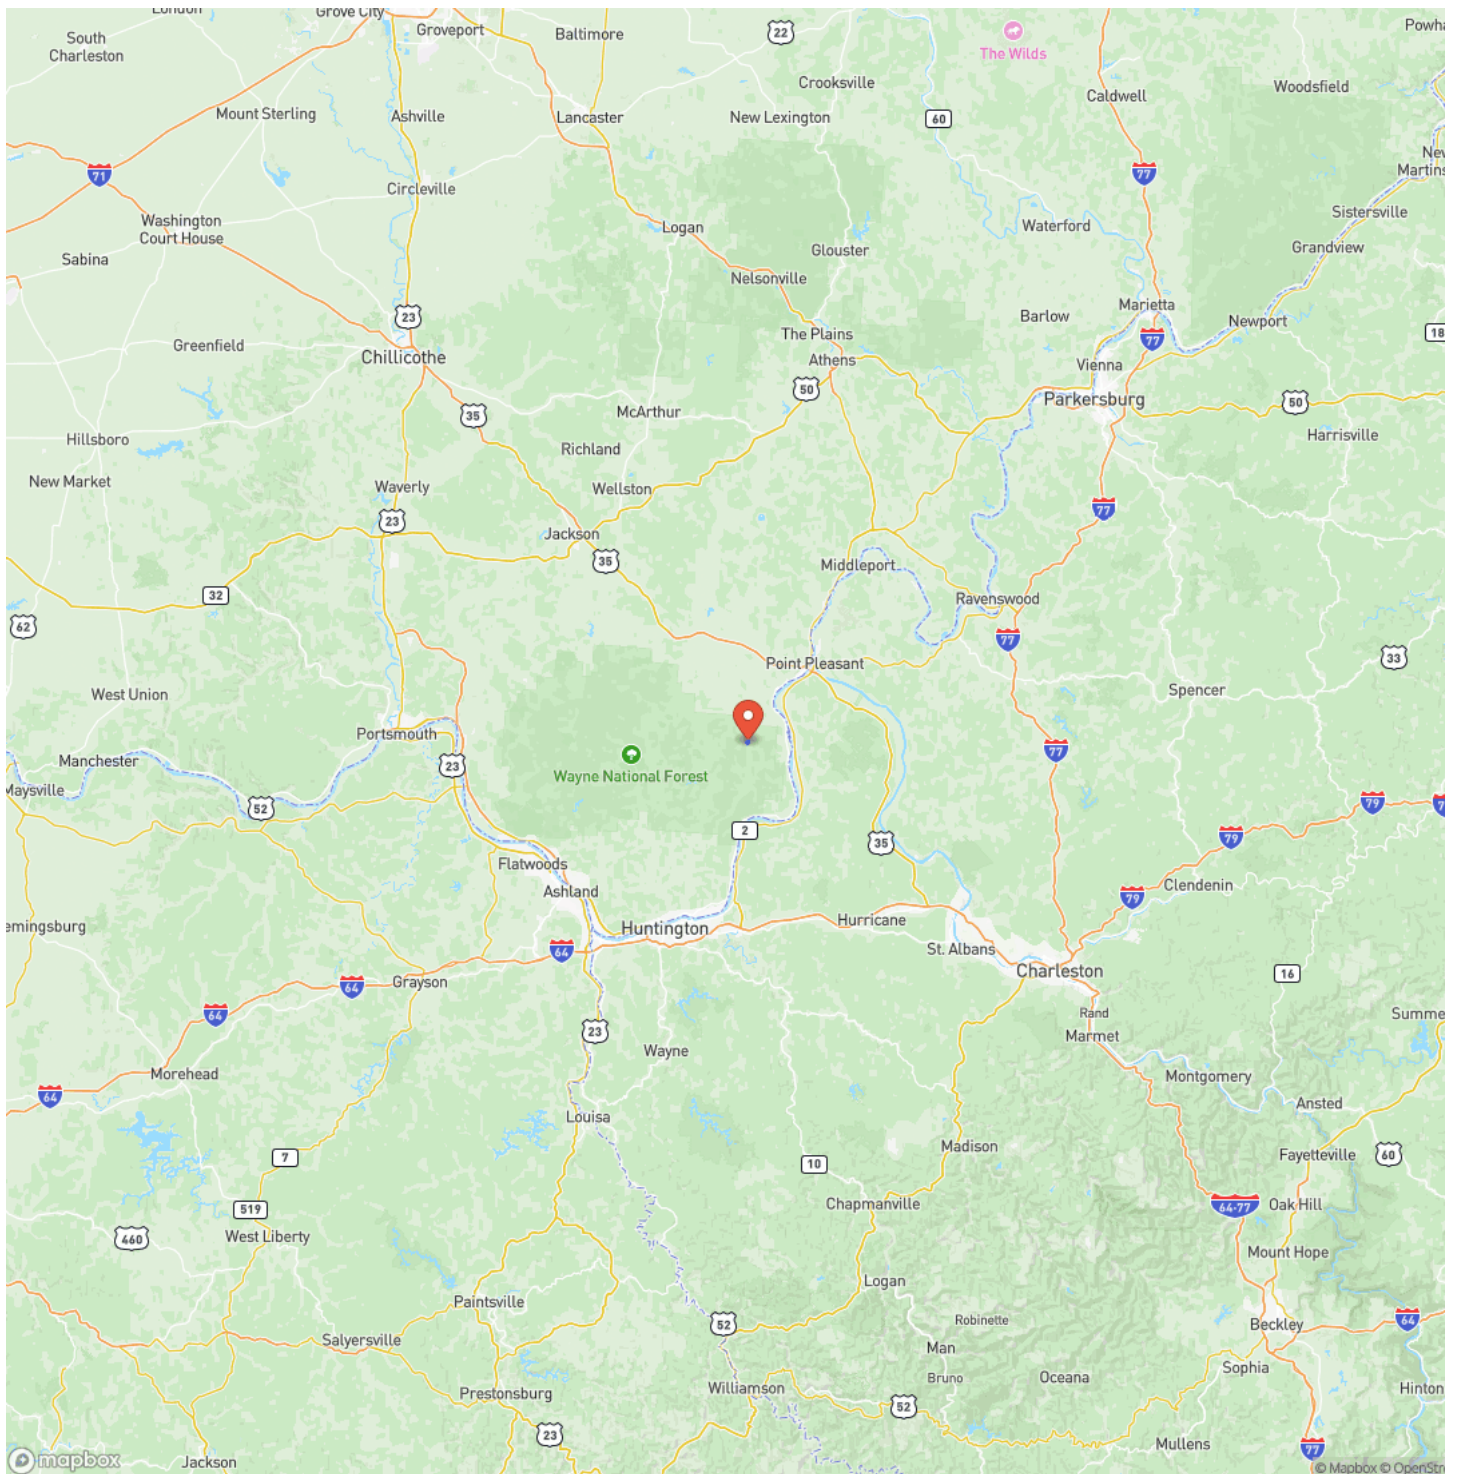 London
Grove City
Groveport
Baltimore
22
The Wilds
South
Charleston
Crooksville
Woodsfield
Caldwell
Mount Sterling
Ashville
Lancaster
New Lexington
60
71
77
Circleville
Washington
Court House
Logan
Waterford
Sistersville
Sabina
Glouster
Grandview
Nelsonville
Marietta
23
Barlow
Newport
The Plains
77
18
Greenfield
Chillicothe
Athens
Vienna
50
Parkersburg
50
35
McArthur
Hillsboro
Richland
Harrisville
New Market
Waverly
Wellston
77
23
Jackson
35
Middleport
32
Ravenswood
62
77
33
Point Pleasant
West Union
Spencer
Portsmouth
77
Manchester
23
Wayne National Forest
Maysville
52
79
2
79
35
Flatwoods
Ashland
Clendenin
79
Hurricane
Huntington
64
St. Albans
Charleston
16
Grayson
64
64
Rand
Marmet
23
Wayne
Morehead
Montgomery
64
Ansted
Louisa
Madison
Fayetteville
60
7
10
Chapmanville
64-77
Oak Hill
519
West Liberty
460
Mount Hope
Logan
Paintsville
52
Robinette
64
Beckley
Salyersville
Man
Sophia
Bruno
Oceana
Prestonsburg
Williamson
Hinton
52
23
Mullens
77
mapbox
Jackson
© Mapbox © OpenStr